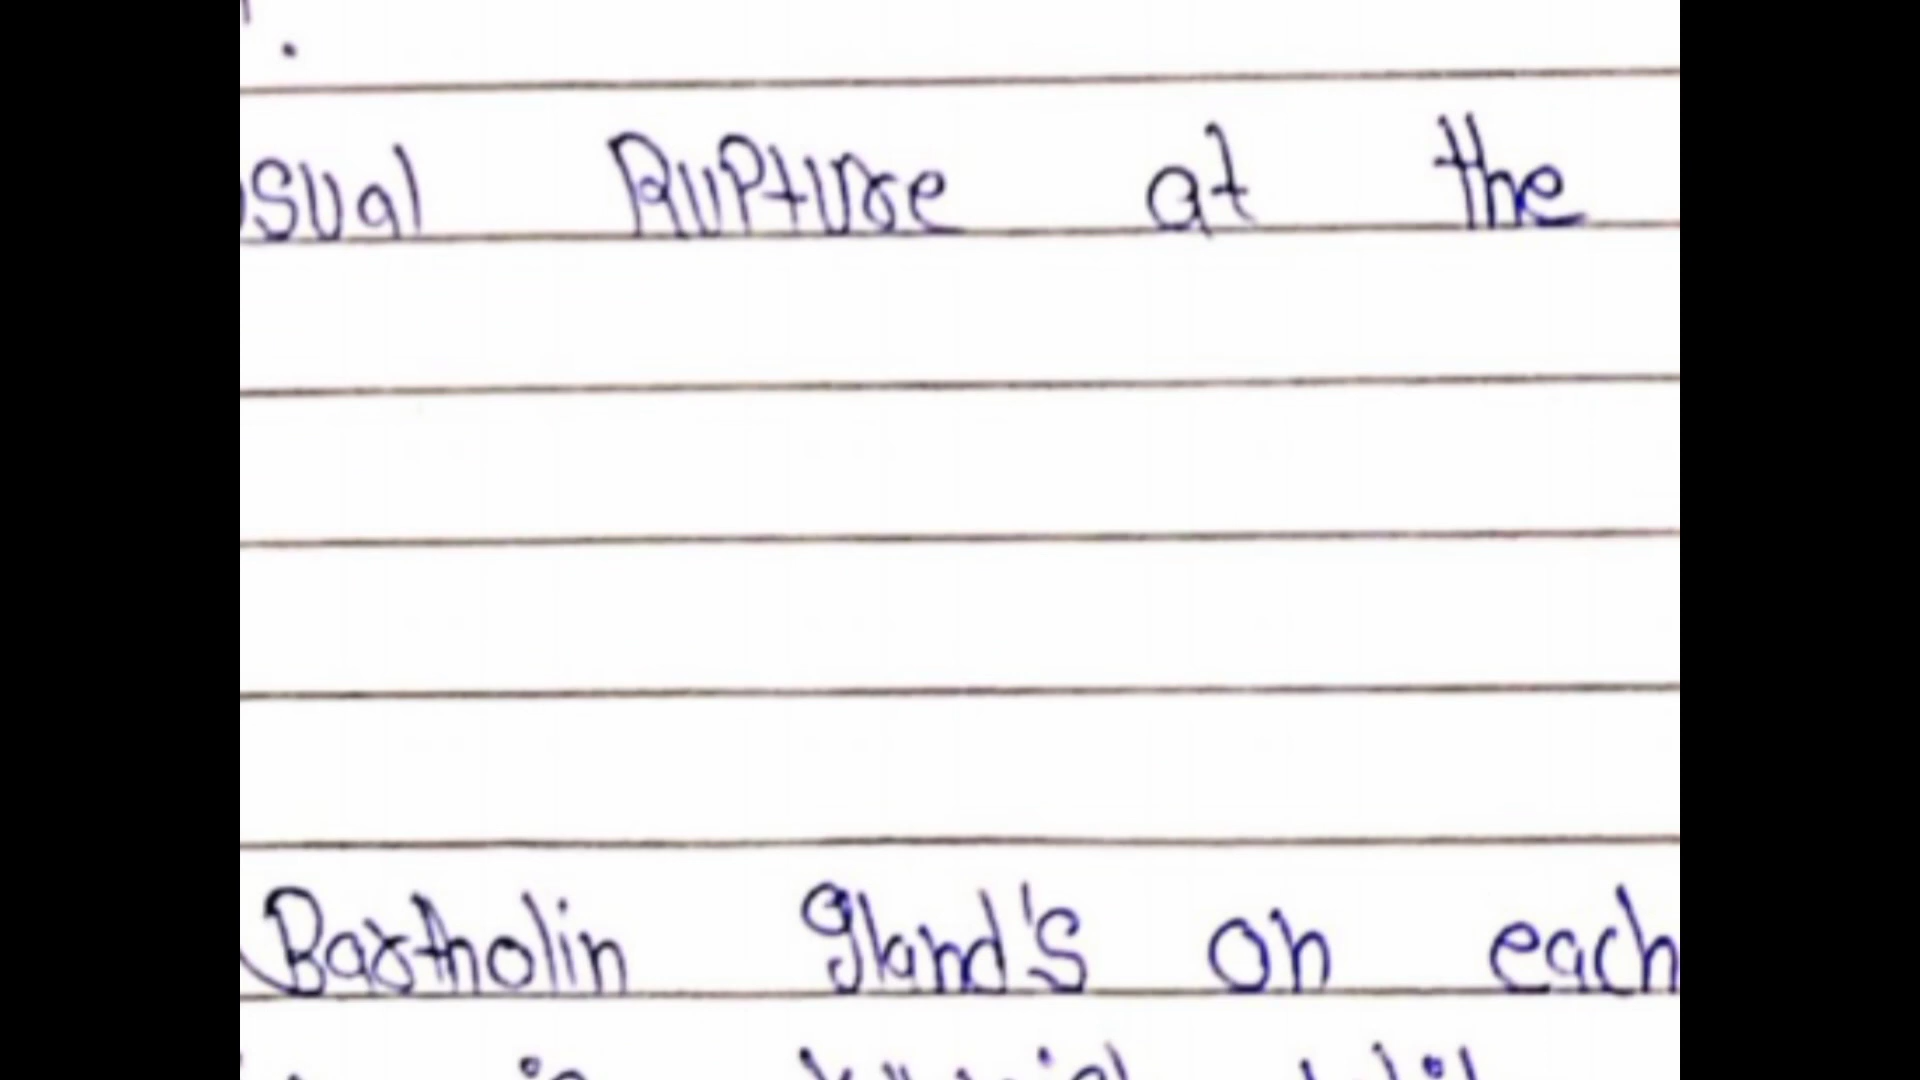 sual Rupture at the
Bartholin gland's on each